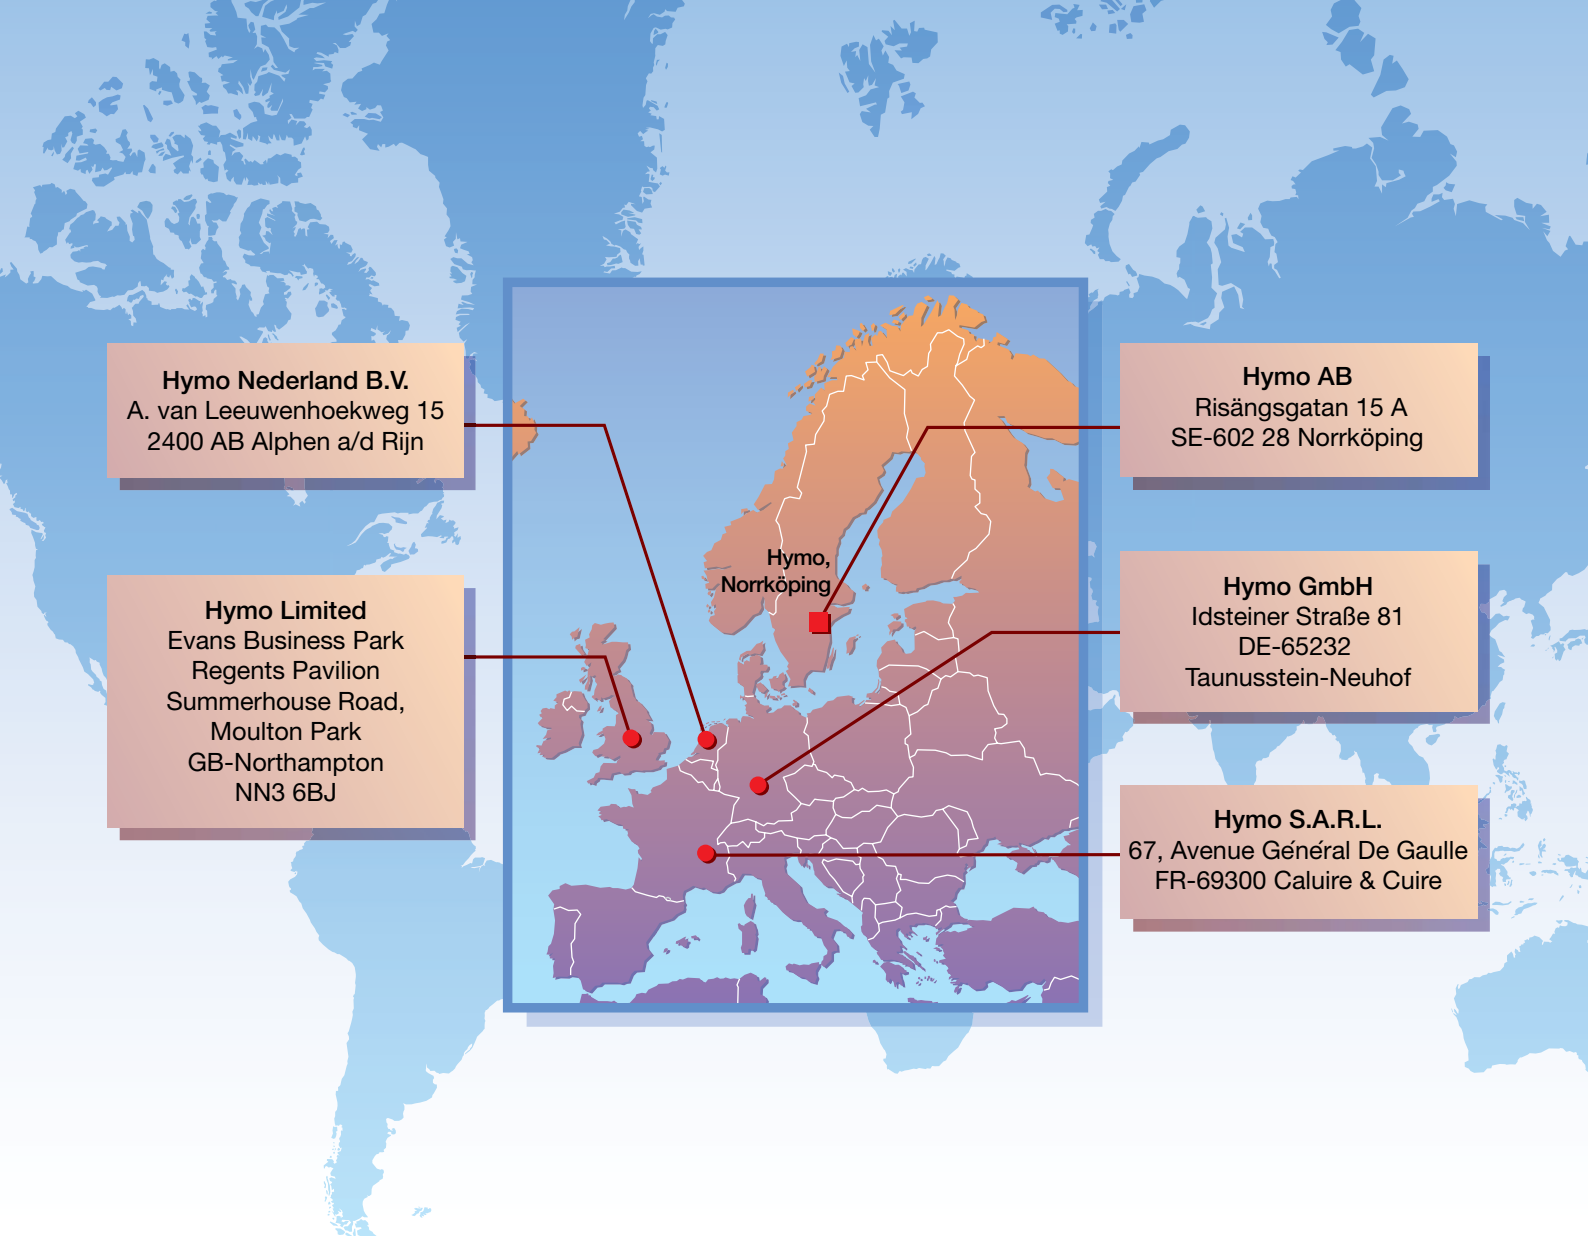 Hymo Nederland B.V.
A. van Leeuwenhoekweg 15
2400 AB Alphen a/d Rijn
Hymo Limited
Evans Business Park
Regents Pavilion
Summerhouse Road,
Moulton Park
GB-Northampton
NN3 6BJ
Hymo,
Norrköping
Hymo AB
Risängsgatan 15 A
SE-602 28 Norrköping
Hymo GmbH
Idsteiner Straße 81
DE-65232
Taunusstein-Neuhof
Hymo S.A.R.L.
67, Avenue Général De Gaulle
FR-69300 Caluire & Cuire